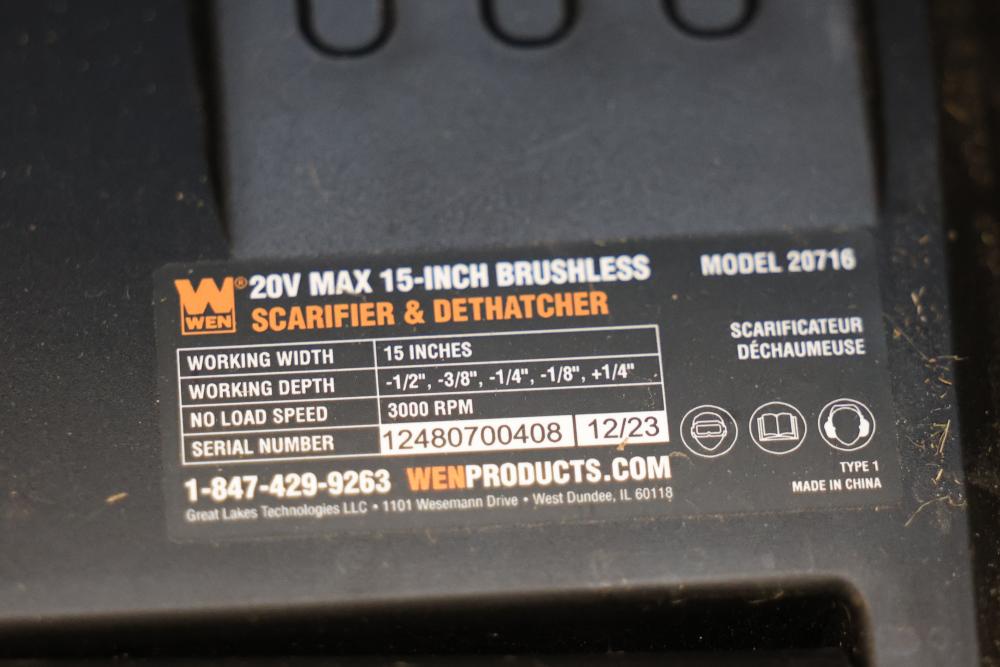 WEN® 20V MAX 15-INCH BRUSHLESS
SCARIFIER & DETHATCHER
MODEL 20716
SCARIFICATEUR
DÉCHAUMEUSE
WORKING WIDTH 15 INCHES
WORKING DEPTH -1/2", -3/8", -1/4", -1/8", +1/4"
NO LOAD SPEED 3000 RPM
SERIAL NUMBER 12480700408 12/23
1-847-429-9263 WENPRODUCTS.COM
Great Lakes Technologies LLC • 1101 Wesemann Drive • West Dundee, IL 60118
TYPE 1
MADE IN CHINA